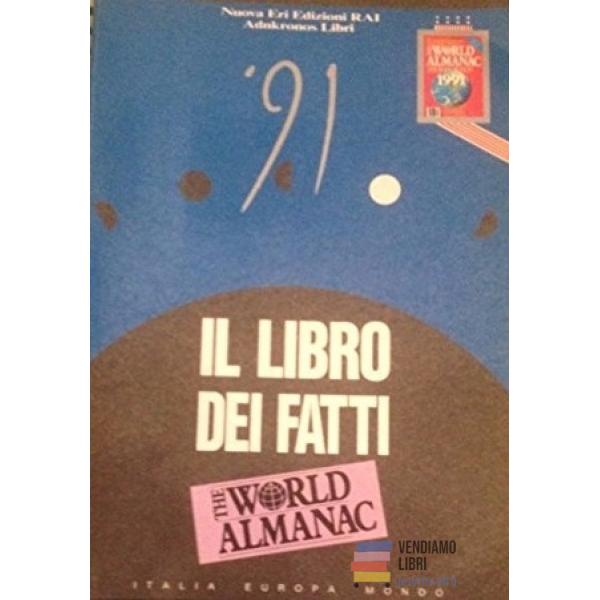 Nuova Eri Edizioni RAI
Adnkronos Libri
'91
THE WORLD
ALMANAC
1991
IL LIBRO
DEI FATTI
THE WORLD
ALMANAC
VENDIAMO
LIBRI
ITALIA EUROPA MONDO